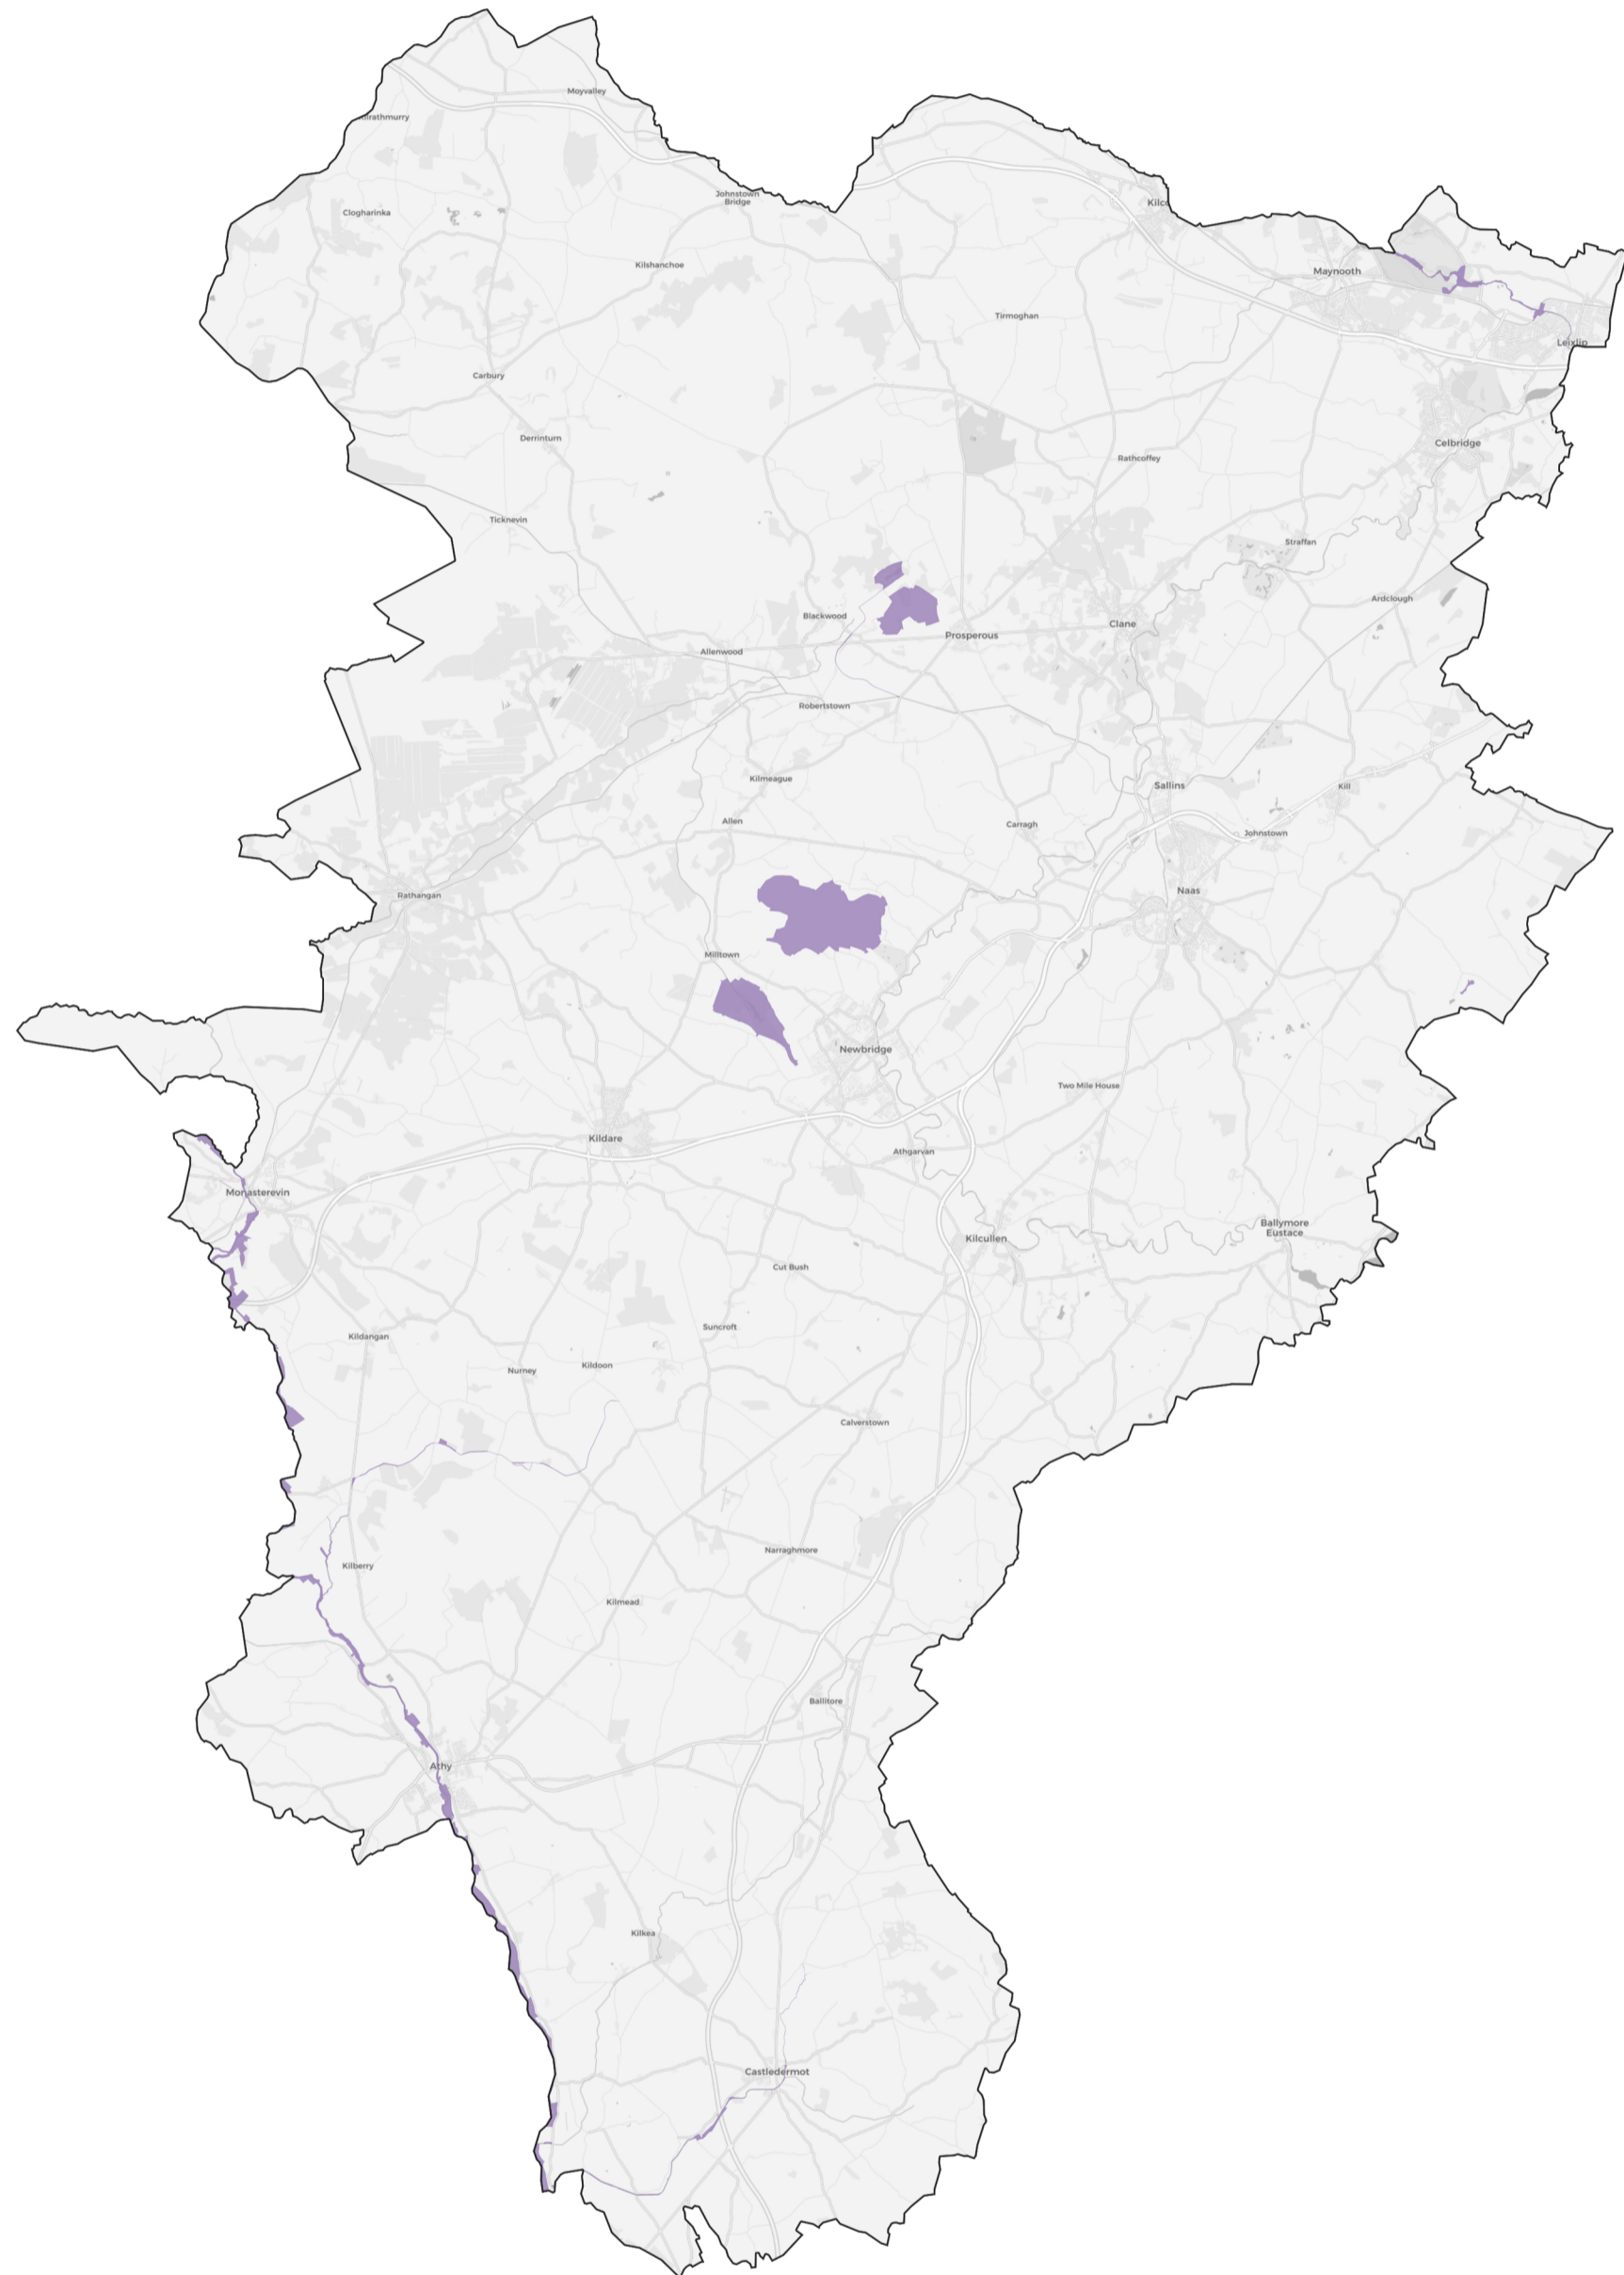 Moyvalley
Clogharinka
Johnstown
Bridge
Kilshanchoe
Maynooth
Tirmoghan
Leixlip
Carbury
Derrinturn
Celbridge
Rathcoffey
Ticknevin
Straffan
Ardclough
Blackwood
Clane
Prosperous
Allenwood
Robertstown
Kilmeague
Sallins
Kill
Allen
Carragh
Johnstown
Rathangan
Naas
Milltown
Newbridge
Two Mile House
Kildare
Athgarvan
Monasterevin
Ballymore
Eustace
Kilcullen
Cut Bush
Suncroft
Kildangan
Kildoon
Nurney
Calverstown
Narraghmore
Kilberry
Kilmead
Ballitore
Athy
Kilkea
Castledermot